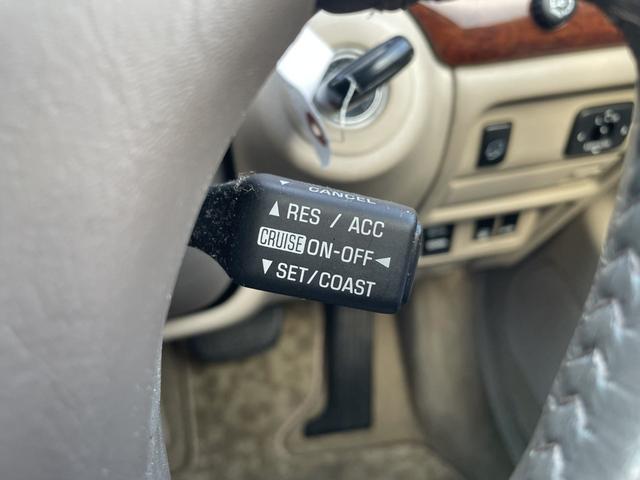 ▼ CANCEL
▲ RES / ACC
CRUISE ON-OFF ◄
▼ SET/COAST